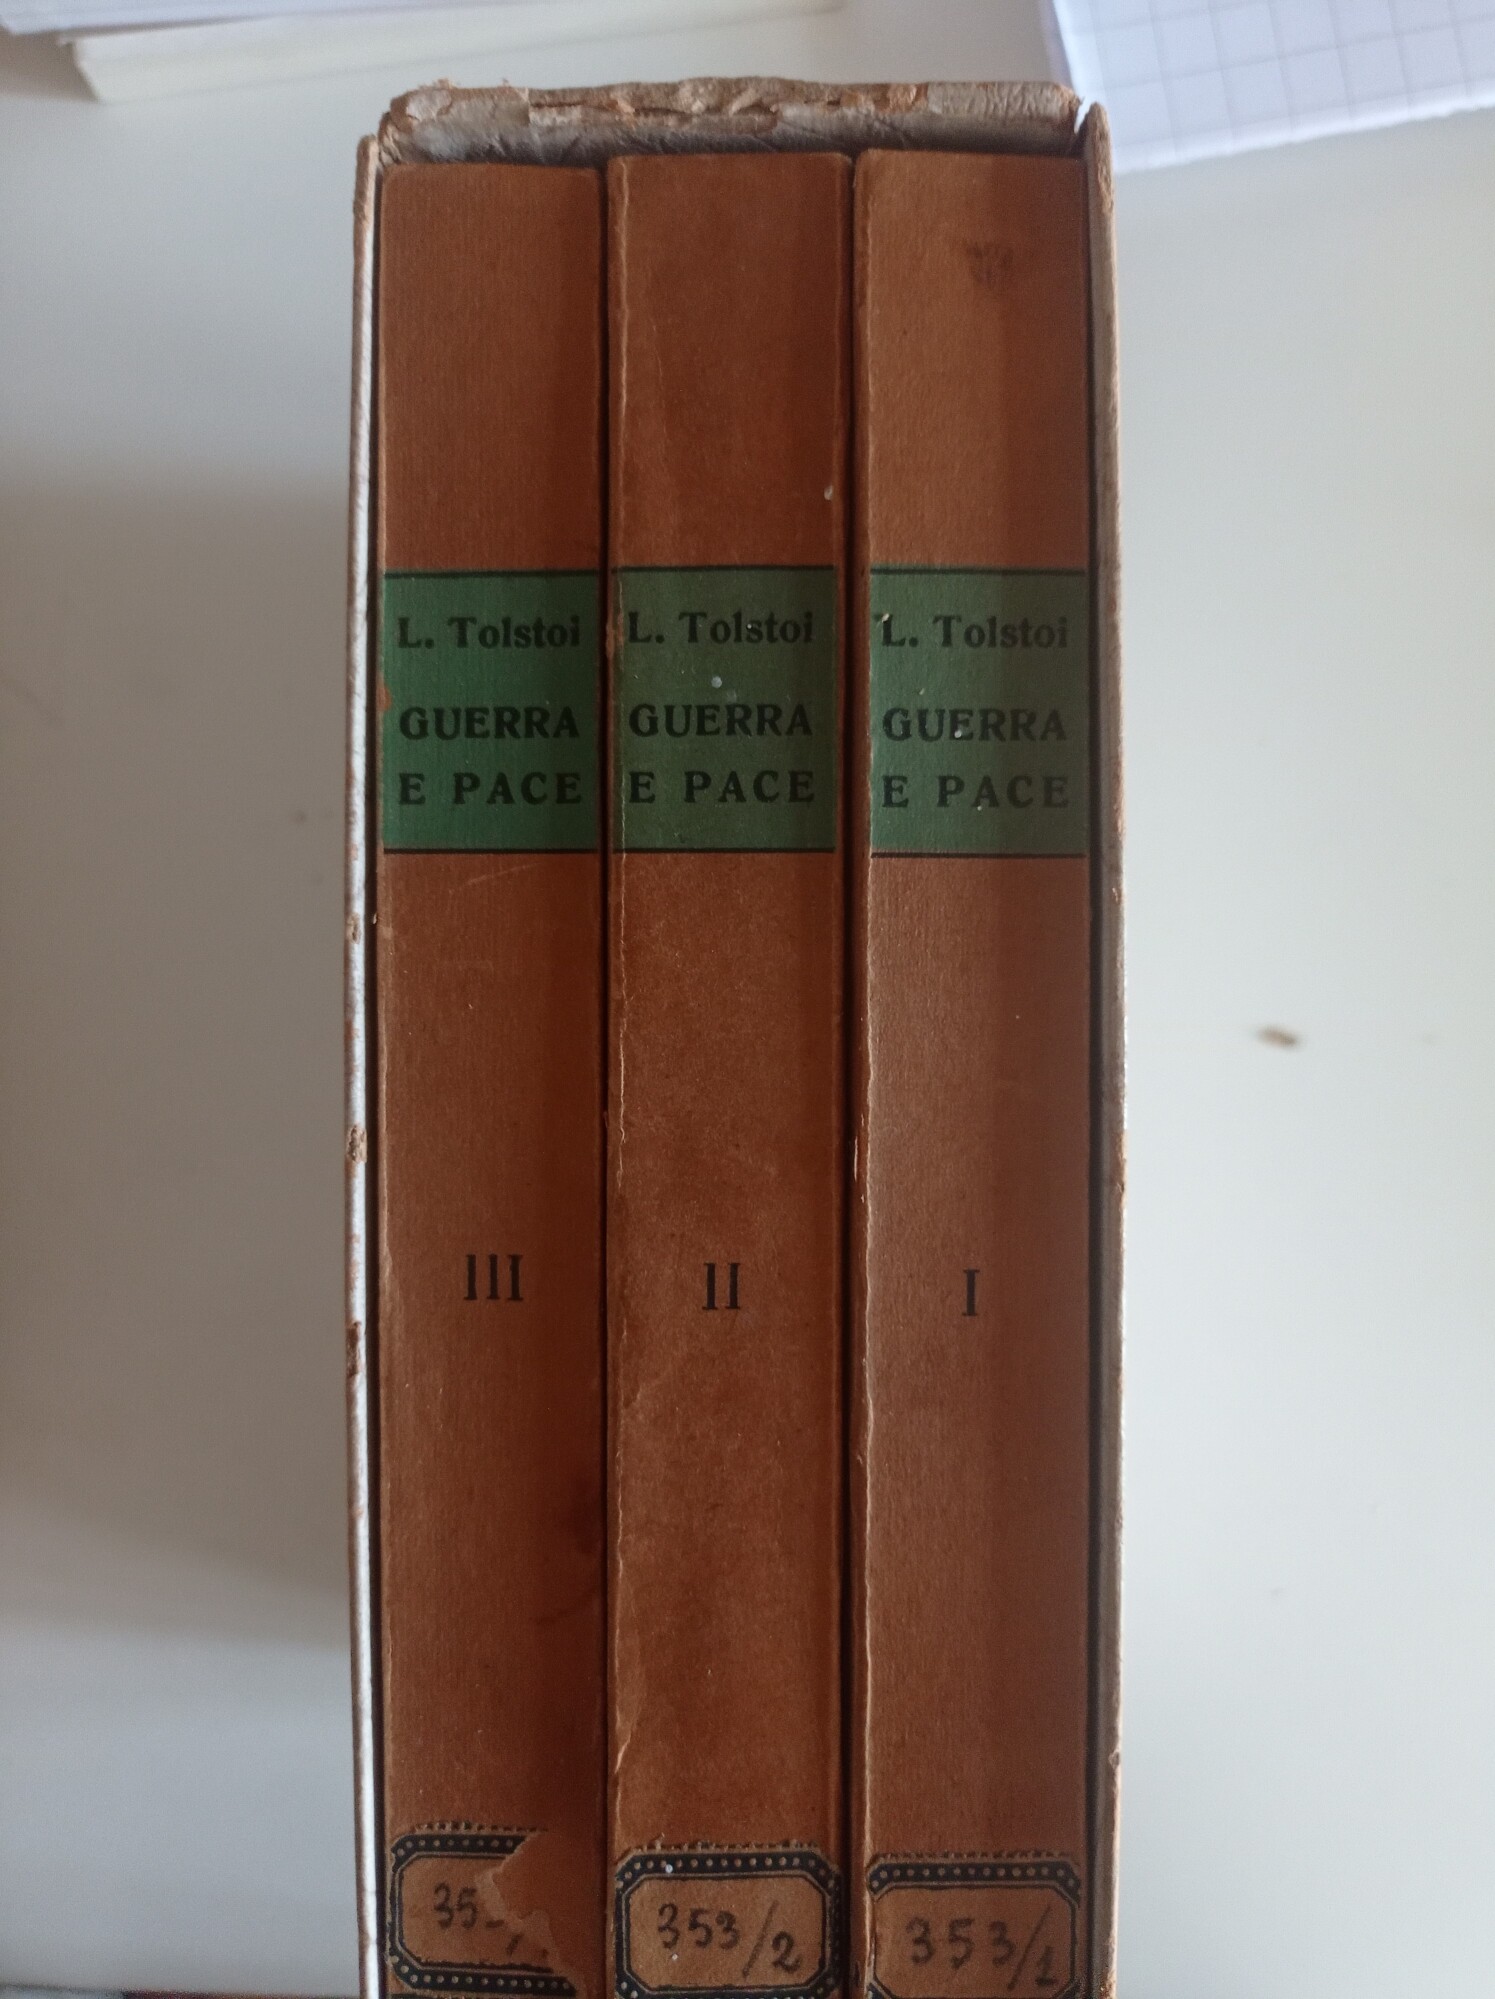 L. Tolstoi
GUERRA
E PACE
III
L. Tolstoi
GUERRA
E PACE
II
353/2
L. Tolstoi
GUERRA
E PACE
I
353/1